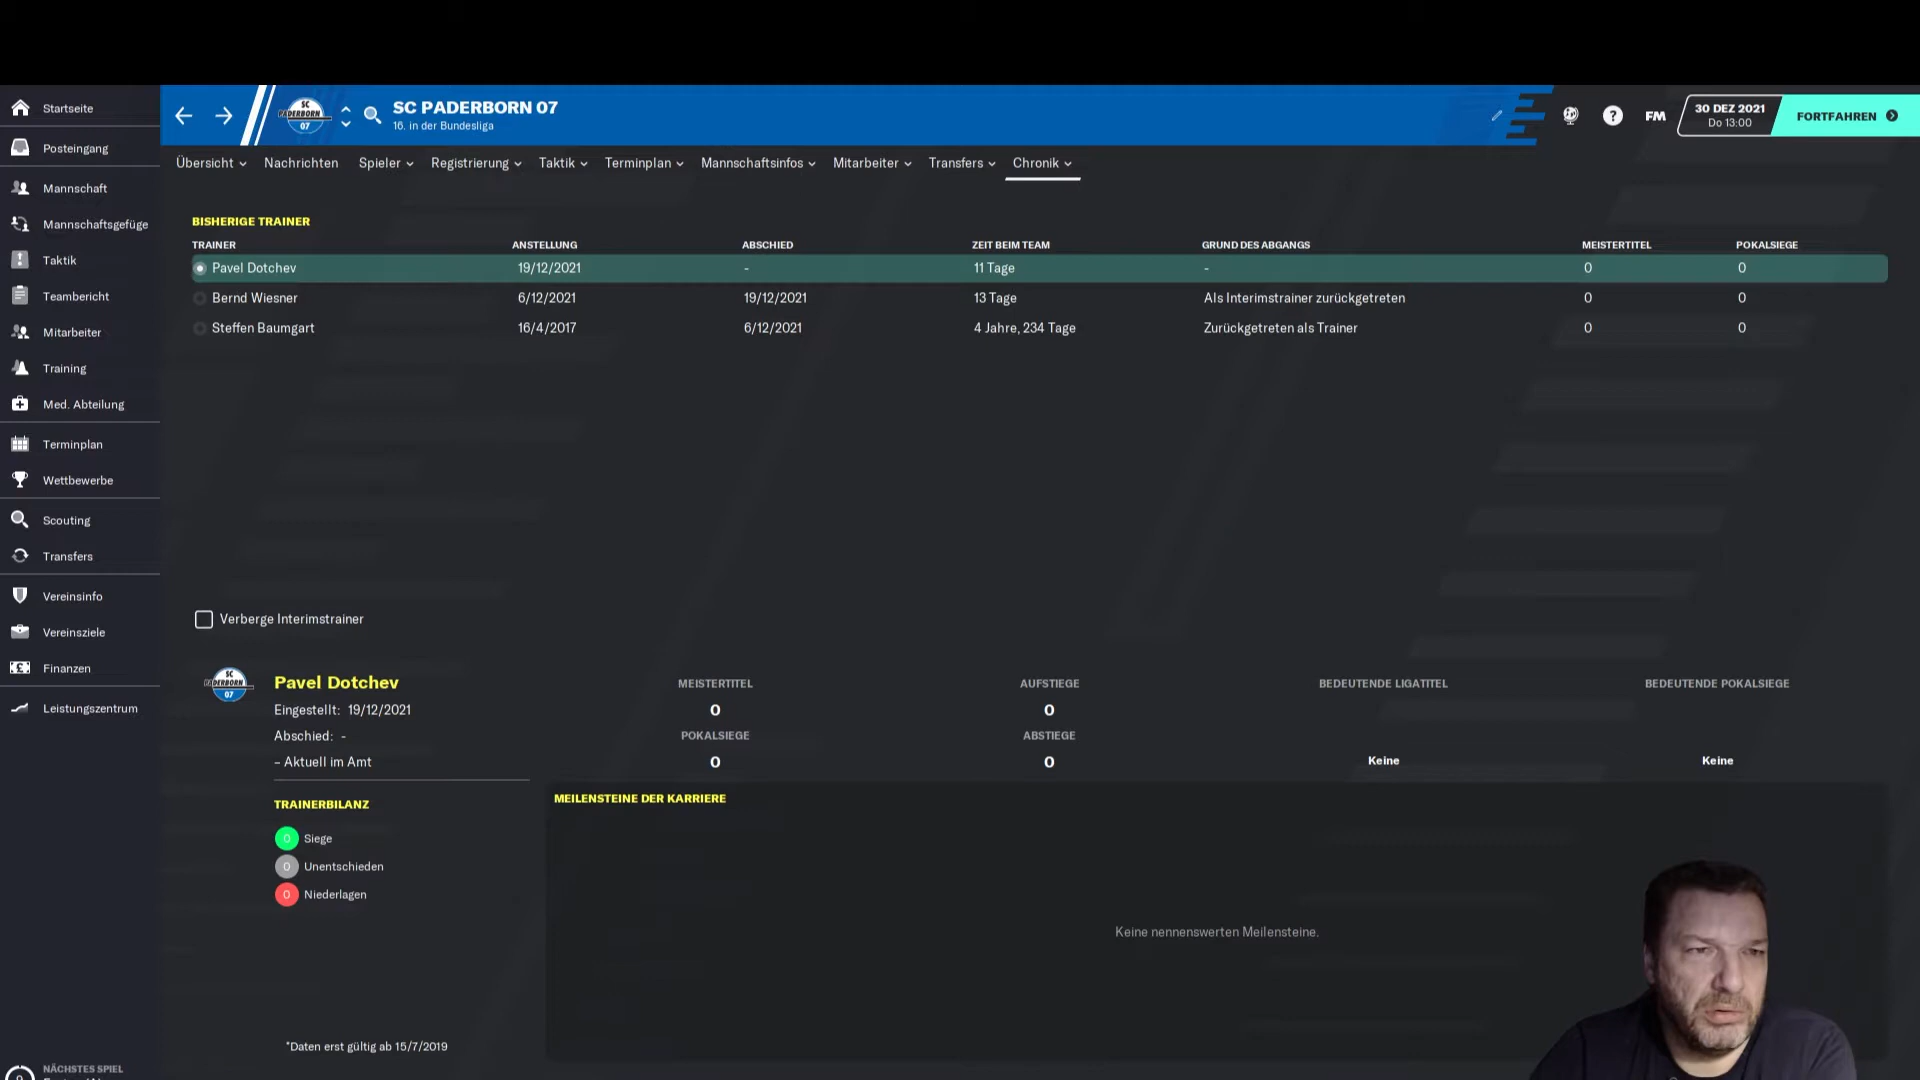 Startseite
Posteingang
Mannschaft
Mannschaftsgefüge
Taktik
Teambericht
Mitarbeiter
Training
Med. Abteilung
Terminplan
Wettbewerbe
Scouting
Transfers
Vereinsinfo
Vereinsziele
Finanzen
Leistungszentrum
NÄCHSTES SPIEL
SC PADERBORN 07
SC PADERBORN 07
16. in der Bundesliga
?
FM
30 DEZ 2021
Do 13:00
FORTFAHREN
Übersicht Nachrichten Spieler Registrierung Taktik Terminplan Mannschaftsinfos Mitarbeiter Transfers Chronik
BISHERIGE TRAINER
TRAINER ANSTELLUNG ABSCHIED ZEIT BEIM TEAM GRUND DES ABGANGS MEISTERTITEL POKALSIEGE
Pavel Dotchev 19/12/2021 - 11 Tage - 0 0
Bernd Wiesner 6/12/2021 19/12/2021 13 Tage Als Interimstrainer zurückgetreten 0 0
Steffen Baumgart 16/4/2017 6/12/2021 4 Jahre, 234 Tage Zurückgetreten als Trainer 0 0
Verberge Interimstrainer
SC PADERBORN 07
Pavel Dotchev
Eingestellt: 19/12/2021
Abschied: -
- Aktuell im Amt
MEISTERTITEL AUFSTIEGE BEDEUTENDE LIGATITEL BEDEUTENDE POKALSIEGE
0 0
POKALSIEGE ABSTIEGE
0 0 Keine Keine
TRAINERBILANZ
0 Siege
0 Unentschieden
0 Niederlagen
*Daten erst gültig ab 15/7/2019
MEILENSTEINE DER KARRIERE
Keine nennenswerten Meilensteine.